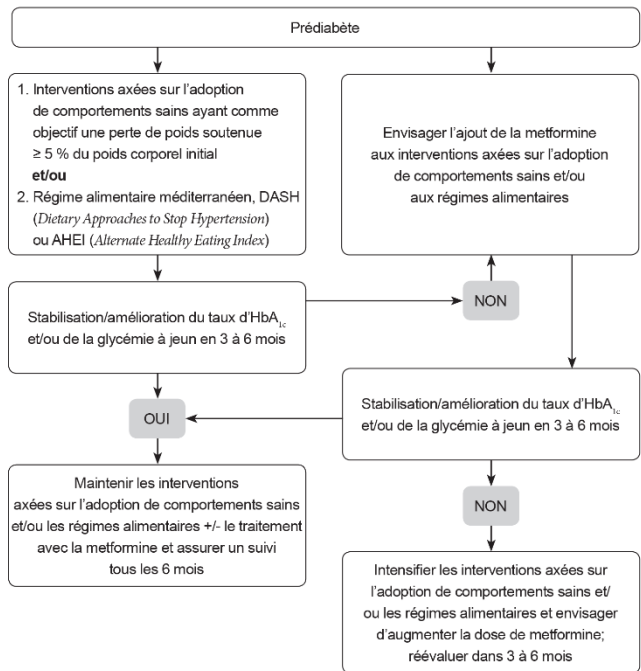 Prédiabète
1. Interventions axées sur l’adoption
de comportements sains ayant comme
objectif une perte de poids soutenue
≥ 5 % du poids corporel initial
et/ou
2. Régime alimentaire méditerranéen, DASH
(Dietary Approaches to Stop Hypertension)
ou AHEI (Alternate Healthy Eating Index)
Envisager l’ajout de la metformine
aux interventions axées sur l’adoption
de comportements sains et/ou
aux régimes alimentaires
Stabilisation/amélioration du taux d’HbA1c
et/ou de la glycémie à jeun en 3 à 6 mois
NON
Stabilisation/amélioration du taux d’HbA1c
et/ou de la glycémie à jeun en 3 à 6 mois
OUI
Maintenir les interventions
axées sur l’adoption de comportements sains
et/ou les régimes alimentaires +/- le traitement
avec la metformine et assurer un suivi
tous les 6 mois
NON
Intensifier les interventions axées sur
l’adoption de comportements sains et/
ou les régimes alimentaires et envisager
d’augmenter la dose de metformine;
réévaluer dans 3 à 6 mois